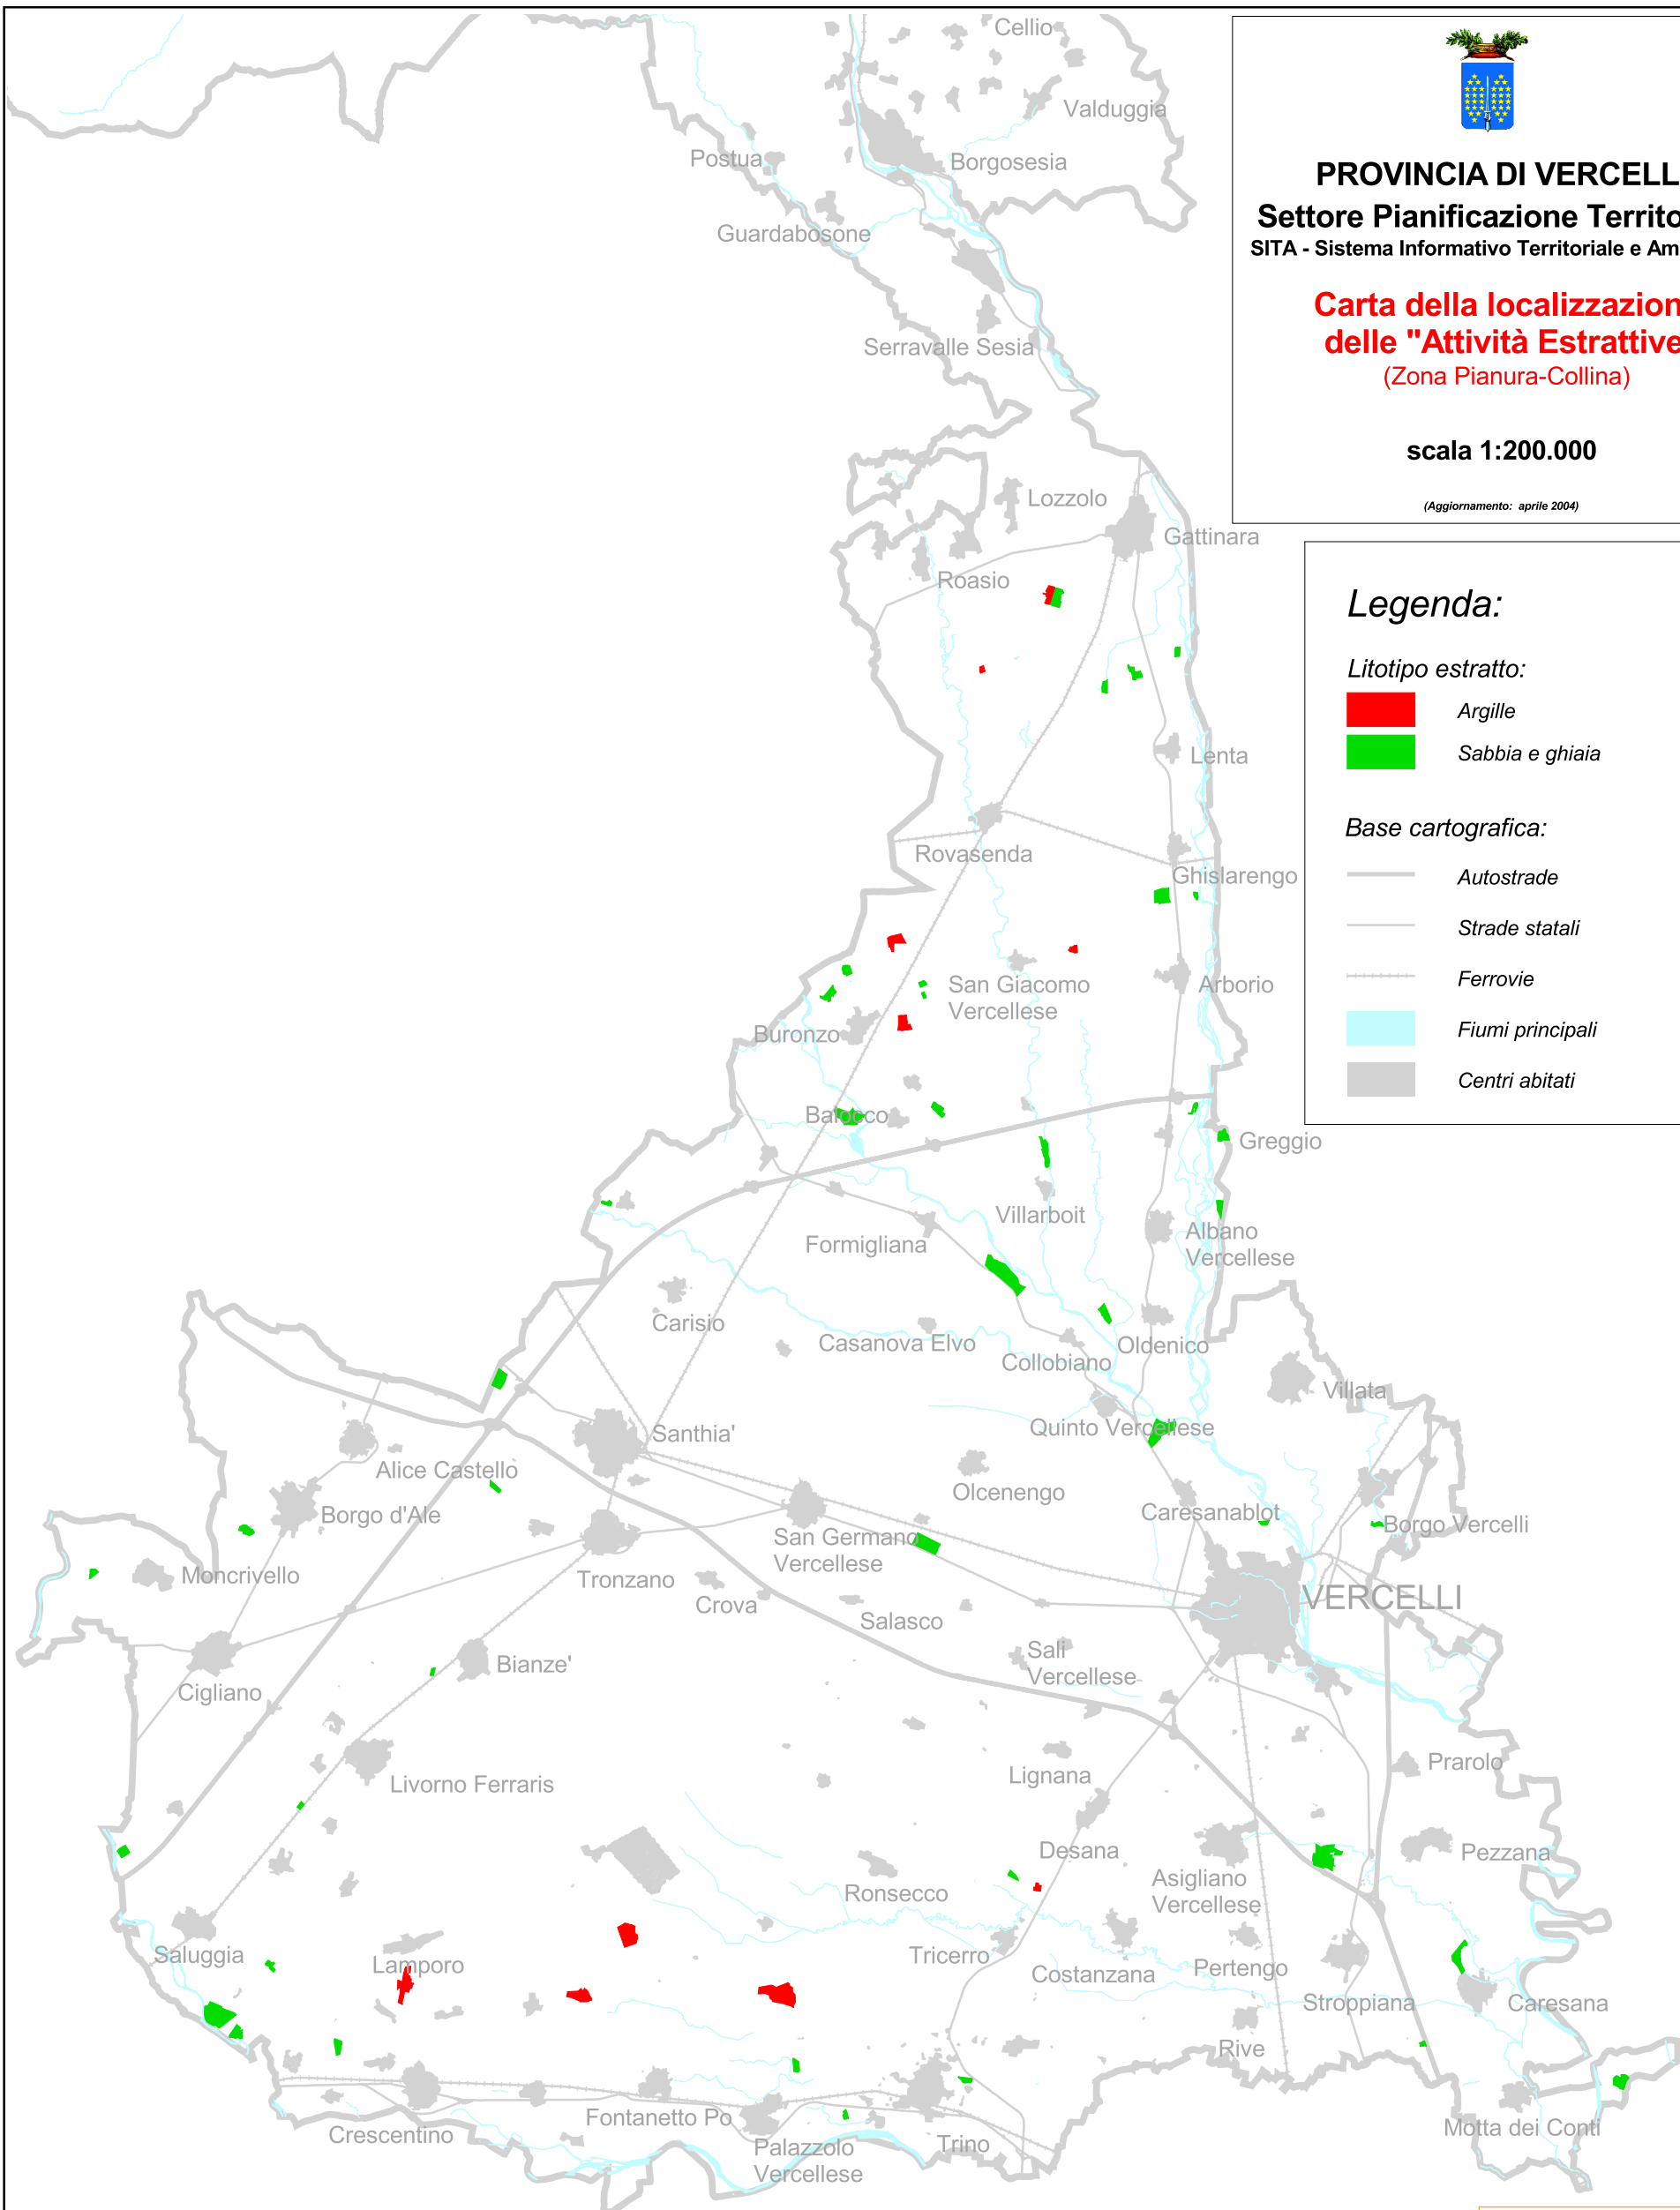 PROVINCIA DI VERCELL
Settore Pianificazione Territo
SITA - Sistema Informativo Territoriale e Am
Carta della localizzazion
delle "Attività Estrattive
(Zona Pianura-Collina)
scala 1:200.000
(Aggiornamento: aprile 2004)
Legenda:
Litotipo estratto:
Argille
Sabbia e ghiaia
Base cartografica:
Autostrade
Strade statali
Ferrovie
Fiumi principali
Centri abitati
Cellio
Valduggia
Postua
Borgosesia
Guardabosone
Serravalle Sesia
Lozzolo
Gattinara
Roasio
Lenta
Rovasenda
Ghislarengo
San Giacomo
Vercellese
Arborio
Buronzo
Balocco
Greggio
Villarboit
Albano
Vercellese
Formigliana
Carisio
Casanova Elvo
Oldenico
Collobiano
Villata
Santhia'
Quinto Vercellese
Alice Castello
Olcenengo
Borgo d'Ale
Caresanablot
Borgo Vercelli
San Germano
Vercellese
Moncrivello
Tronzano
Crova
VERCELLI
Salasco
Sali
Vercellese
Bianze'
Cigliano
Prarolo
Lignana
Livorno Ferraris
Desana
Pezzana
Asigliano
Vercellese
Ronsecco
Saluggia
Lamporo
Tricerro
Costanzana
Pertengo
Stroppiana
Caresana
Rive
Fontanetto Po
Crescentino
Palazzolo
Vercellese
Trino
Motta dei Conti